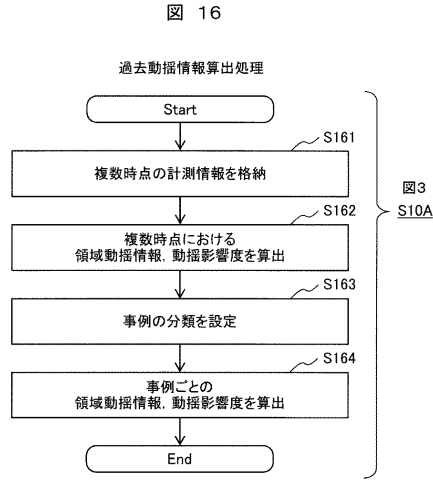 図 16
過去動揺情報算出処理
Start
S161
複数時点の計測情報を格納
S162
複数時点における
領域動揺情報,動揺影響度を算出
S163
事例の分類を設定
S164
事例ごとの
領域動揺情報,動揺影響度を算出
End
図3
S10A